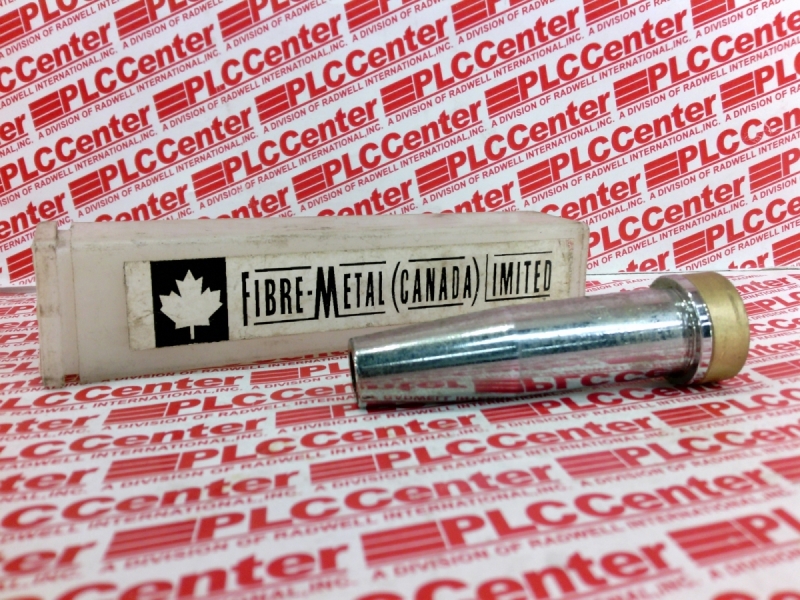 PLCCenter
A DIVISION OF RADWELL INTERNATIONAL, INC.
FIBRE-METAL (CANADA) LIMITED